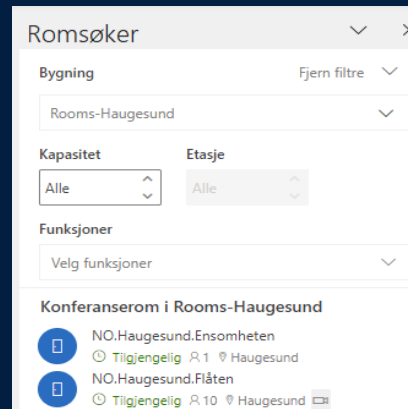 Romsøker
Bygning Fjern filtre
Rooms-Haugesund
Kapasitet Etasje
Alle Alle
Funksjoner
Velg funksjoner
Konferanserom i Rooms-Haugesund
NO.Haugesund.Ensomheten
Tilgjengelig 1 Haugesund
NO.Haugesund.Flåten
Tilgjengelig 10 Haugesund